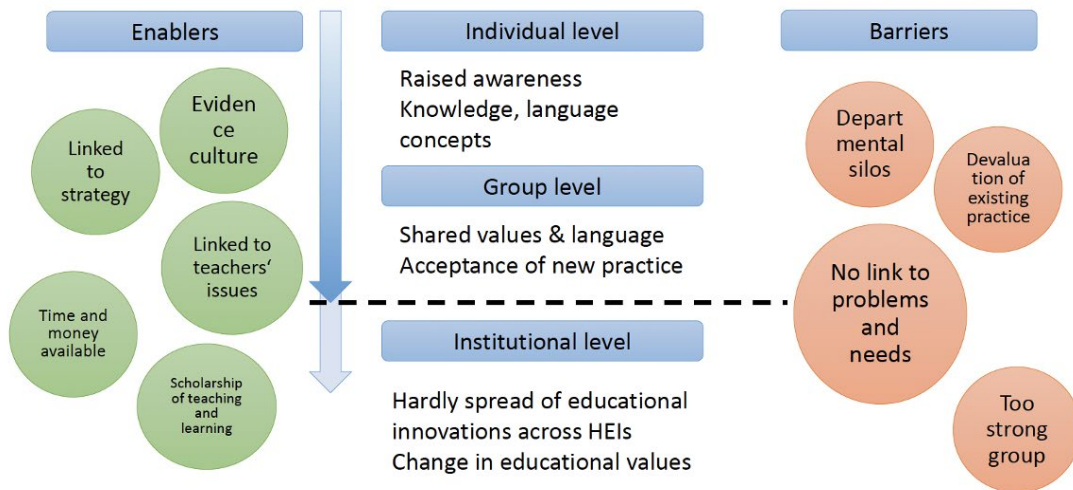 Enablers
Eviden
ce
culture
Linked
to
strategy
Linked to
teachers‘
issues
Time and
money
available
Scholarship
of teaching
and
learning
Individual level
Raised awareness
Knowledge, language
concepts
Group level
Shared values & language
Acceptance of new practice
Institutional level
Hardly spread of educational
innovations across HEIs
Change in educational values
Barriers
Depart
mental
silos
Devalua
tion of
existing
practice
No link to
problems
and
needs
Too
strong
group